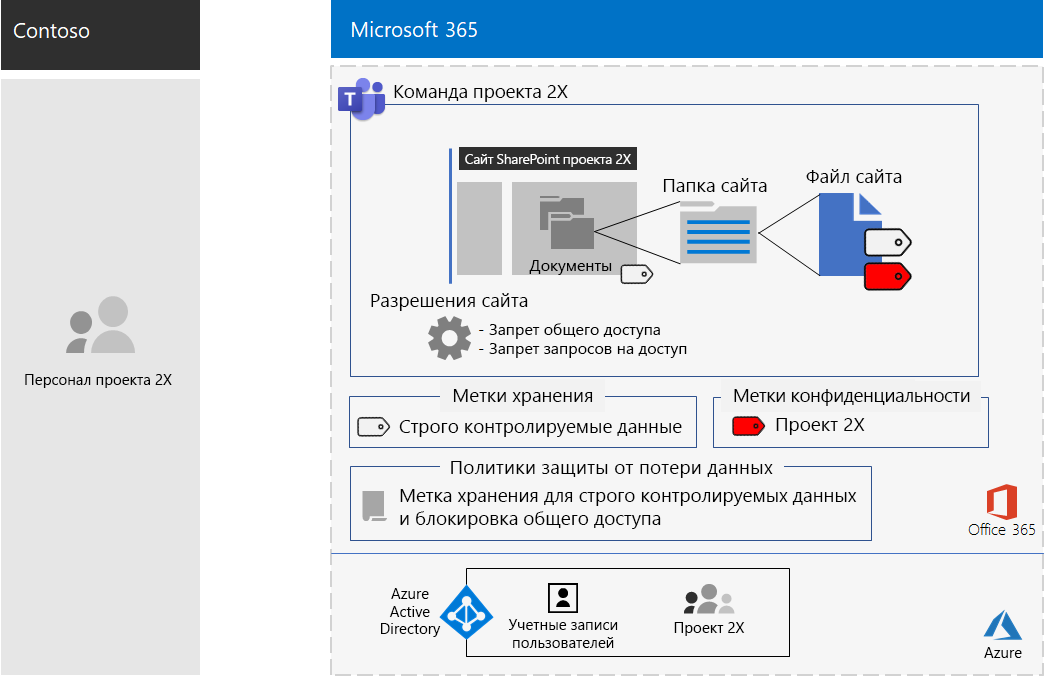 Contoso
Персонал проекта 2X
Microsoft 365
T
Команда проекта 2X
Сайт SharePoint проекта 2X
Документы
Папка сайта
Файл сайта
Разрешения сайта
- Запрет общего доступа
- Запрет запросов на доступ
Метки хранения
Строго контролируемые данные
Метки конфиденциальности
Проект 2X
Политики защиты от потери данных
Метка хранения для строго контролируемых данных
и блокировка общего доступа
Office 365
Azure
Active
Directory
Учетные записи
пользователей
Проект 2X
Azure